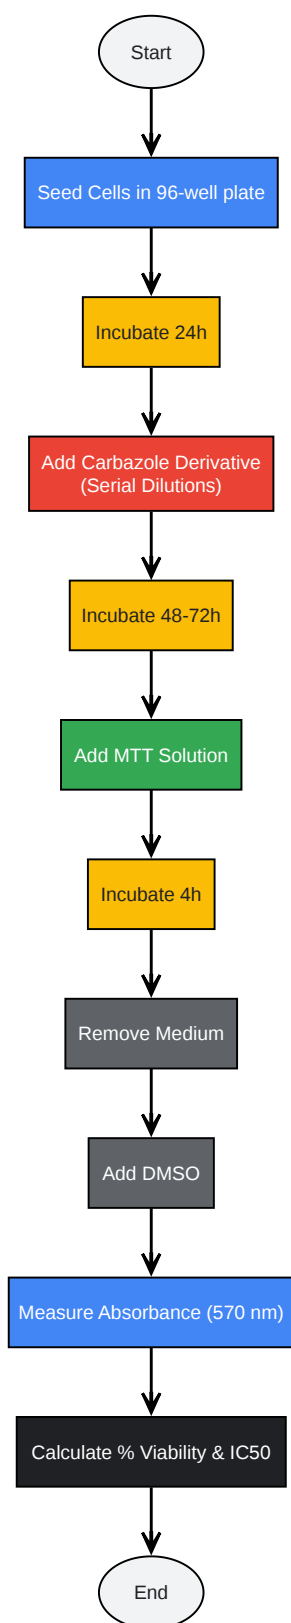 Start
Seed Cells in 96-well plate
Incubate 24h
Add Carbazole Derivative
(Serial Dilutions)
Incubate 48-72h
Add MTT Solution
Incubate 4h
Remove Medium
Add DMSO
Measure Absorbance (570 nm)
Calculate % Viability & IC50
End